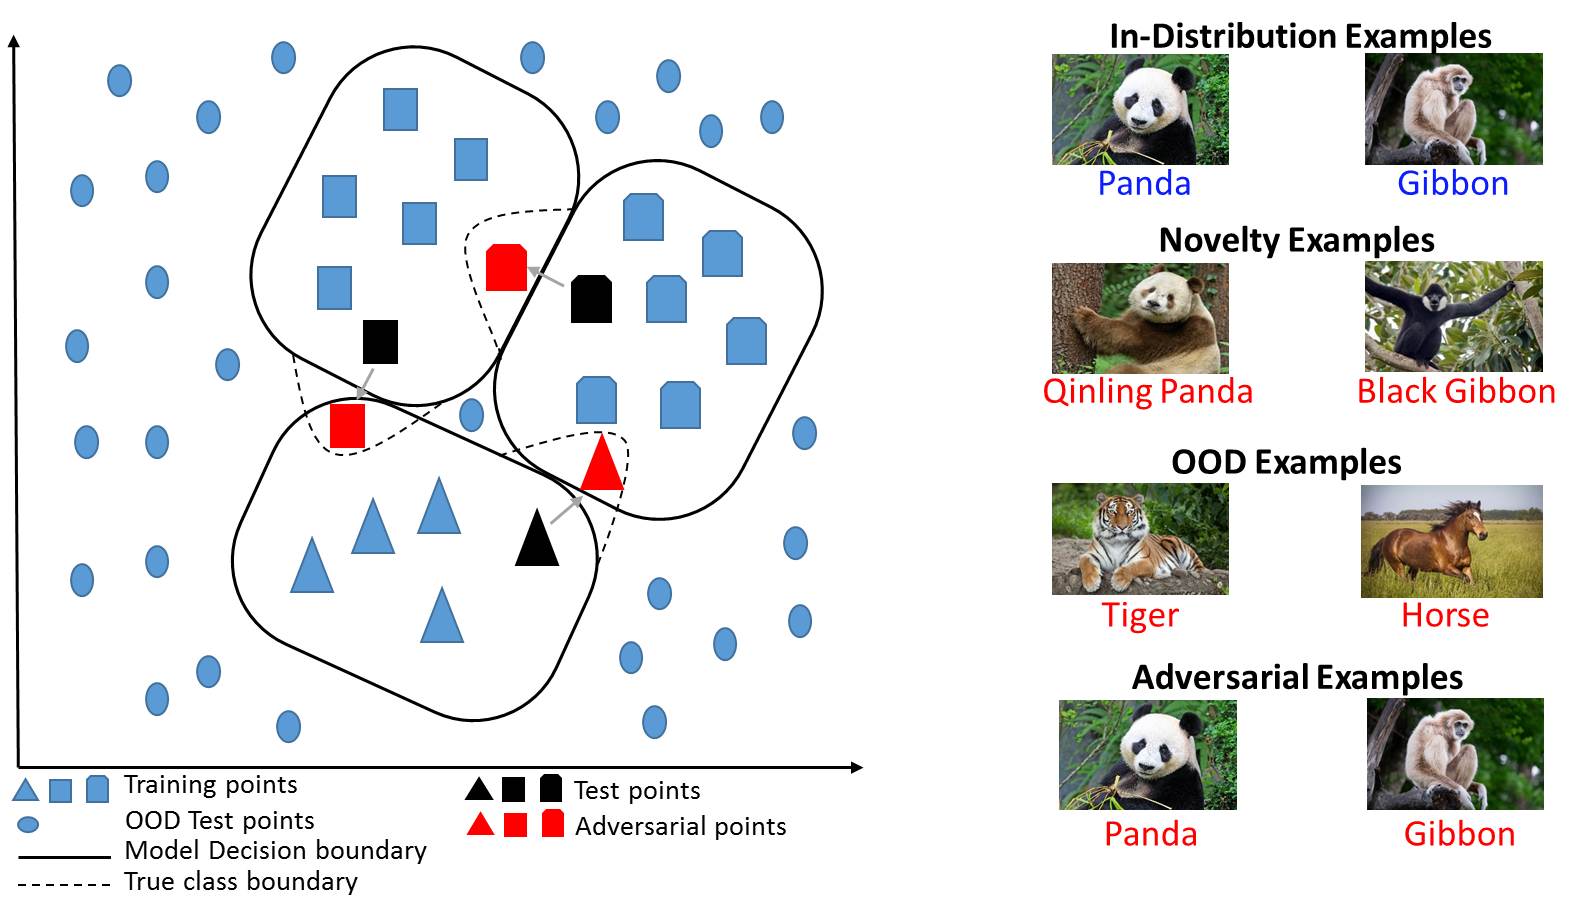 In-Distribution Examples
Panda
Gibbon
Novelty Examples
Qinling Panda
Black Gibbon
OOD Examples
Tiger
Horse
Adversarial Examples
Panda
Gibbon
Training points
OOD Test points
Model Decision boundary
True class boundary
Test points
Adversarial points